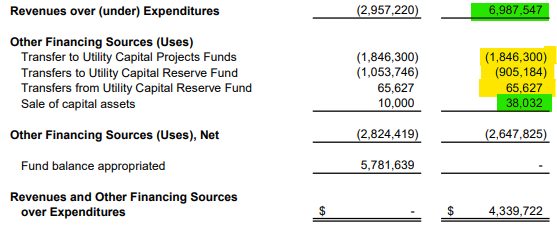 Revenues over (under) Expenditures (2,957,220) 6,987,547
Other Financing Sources (Uses)
Transfer to Utility Capital Projects Funds (1,846,300) (1,846,300)
Transfers to Utility Capital Reserve Fund (1,053,746) (905,184)
Transfers from Utility Capital Reserve Fund 65,627 65,627
Sale of capital assets 10,000 38,032
Other Financing Sources (Uses), Net (2,824,419) (2,647,825)
Fund balance appropriated 5,781,639 -
Revenues and Other Financing Sources
over Expenditures $ - $ 4,339,722